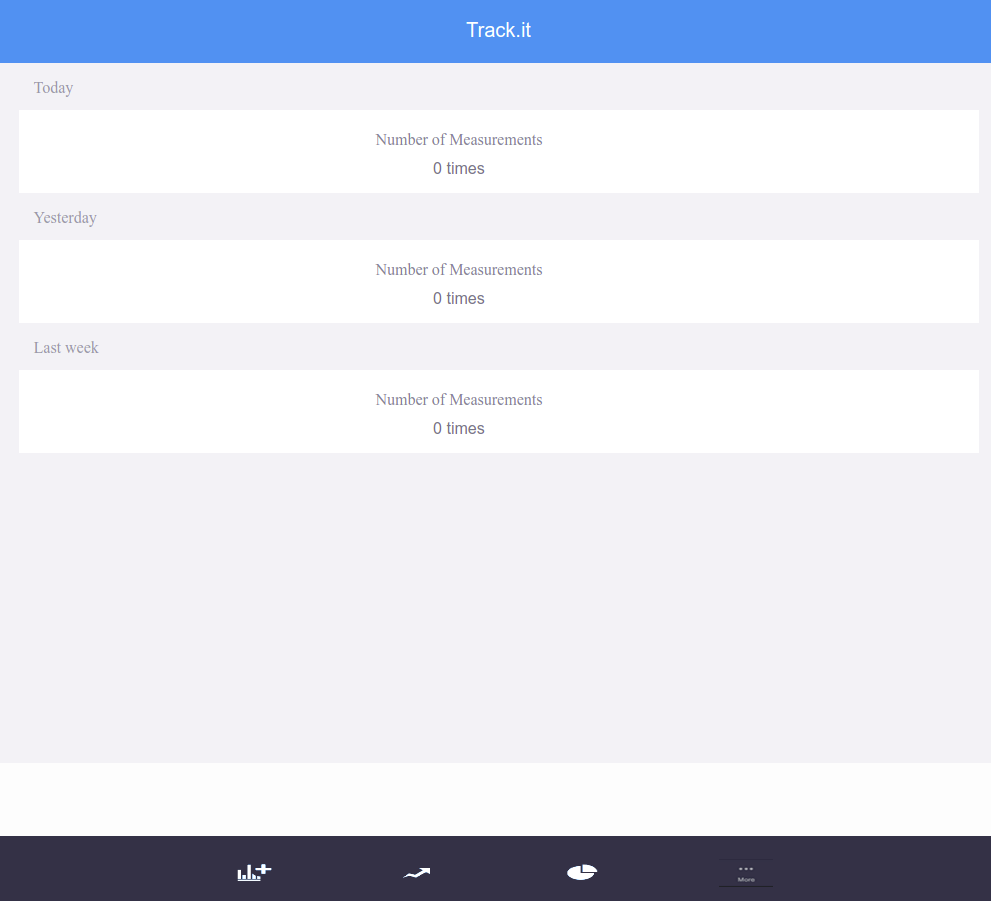 Track.it
Today
Number of Measurements
0 times
Yesterday
Number of Measurements
0 times
Last week
Number of Measurements
0 times
More